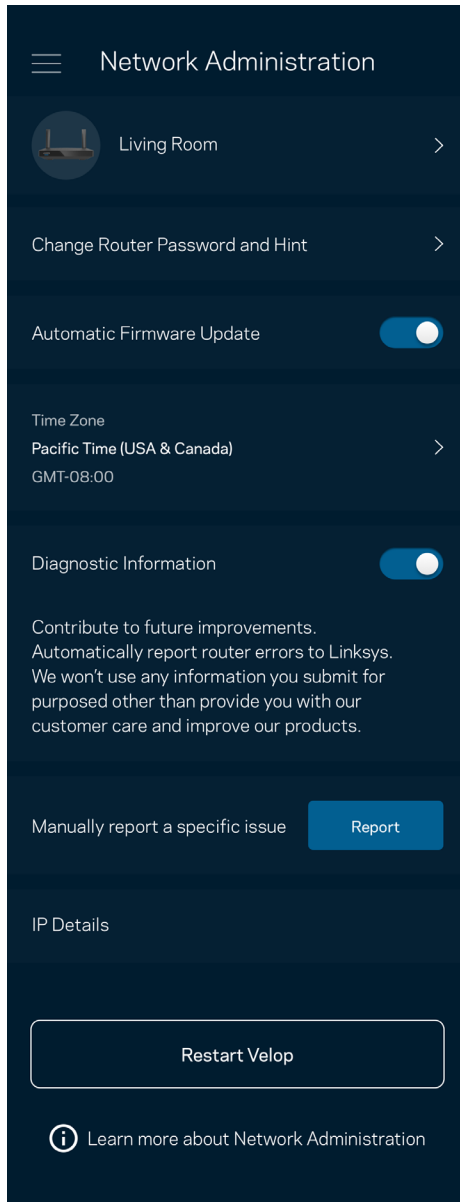 Network Administration
Living Room
Change Router Password and Hint
Automatic Firmware Update
Time Zone
Pacific Time (USA & Canada)
GMT-08:00
Diagnostic Information
Contribute to future improvements.
Automatically report router errors to Linksys.
We won't use any information you submit for
purposed other than provide you with our
customer care and improve our products.
Manually report a specific issue
Report
IP Details
Restart Velop
Learn more about Network Administration